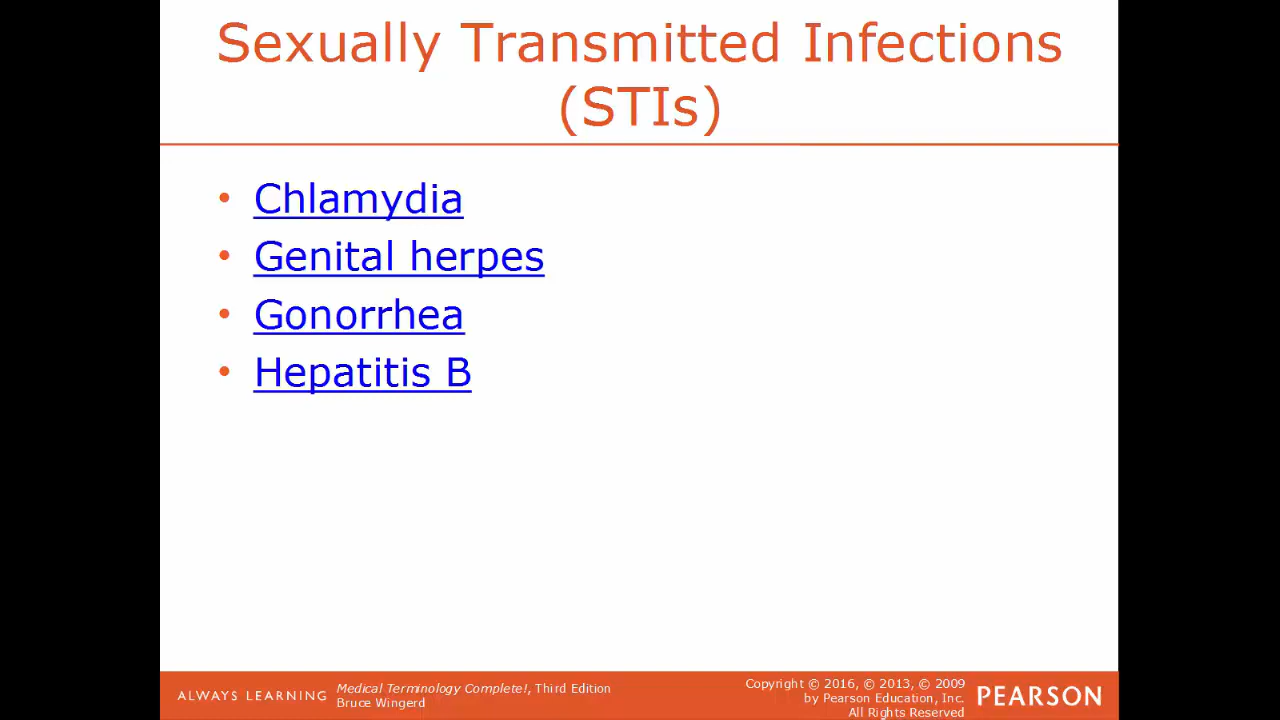 Sexually Transmitted Infections
(STIs)
• Chlamydia
• Genital herpes
• Gonorrhea
• Hepatitis B
ALWAYS LEARNING
Medical Terminology Complete!, Third Edition
Bruce Wingerd
Copyright © 2016, © 2013, © 2009
by Pearson Education, Inc.
All Rights Reserved
PEARSON